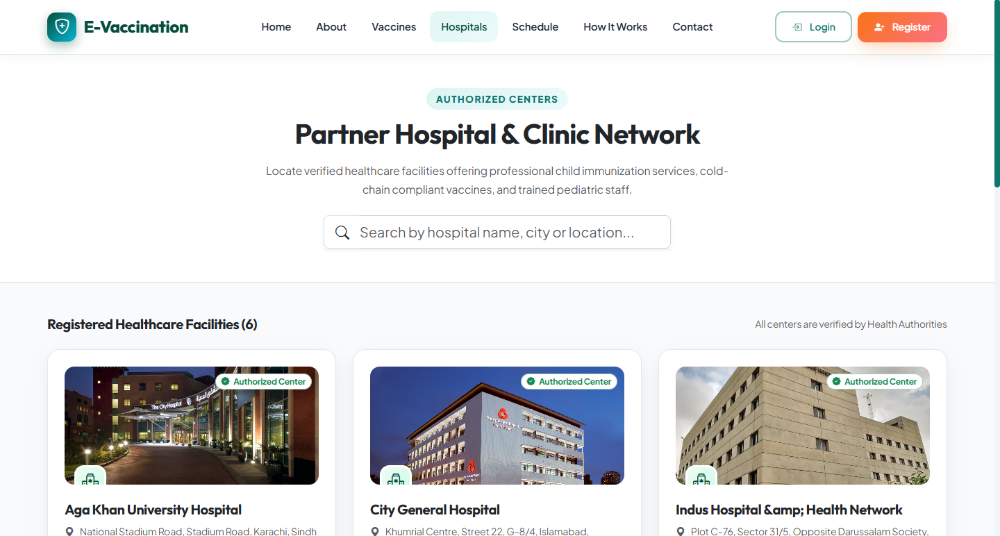 E-Vaccination
Home
About
Vaccines
Hospitals
Schedule
How It Works
Contact
Login
Register
AUTHORIZED CENTERS
Partner Hospital & Clinic Network
Locate verified healthcare facilities offering professional child immunization services, cold-
chain compliant vaccines, and trained pediatric staff.
Search by hospital name, city or location...
Registered Healthcare Facilities (6)
All centers are verified by Health Authorities
Authorized Center
The City Hospital
Authorized Center
The Aga Khan Hospital
Authorized Center
Aga Khan University Hospital
City General Hospital
Indus Hospital &amp; Health Network
National Stadium Road, Stadium Road, Karachi, Sindh
Khumrial Centre, Street 22, G-8/4, Islamabad,
Plot C-76, Sector 31/5, Opposite Darussalam Society,